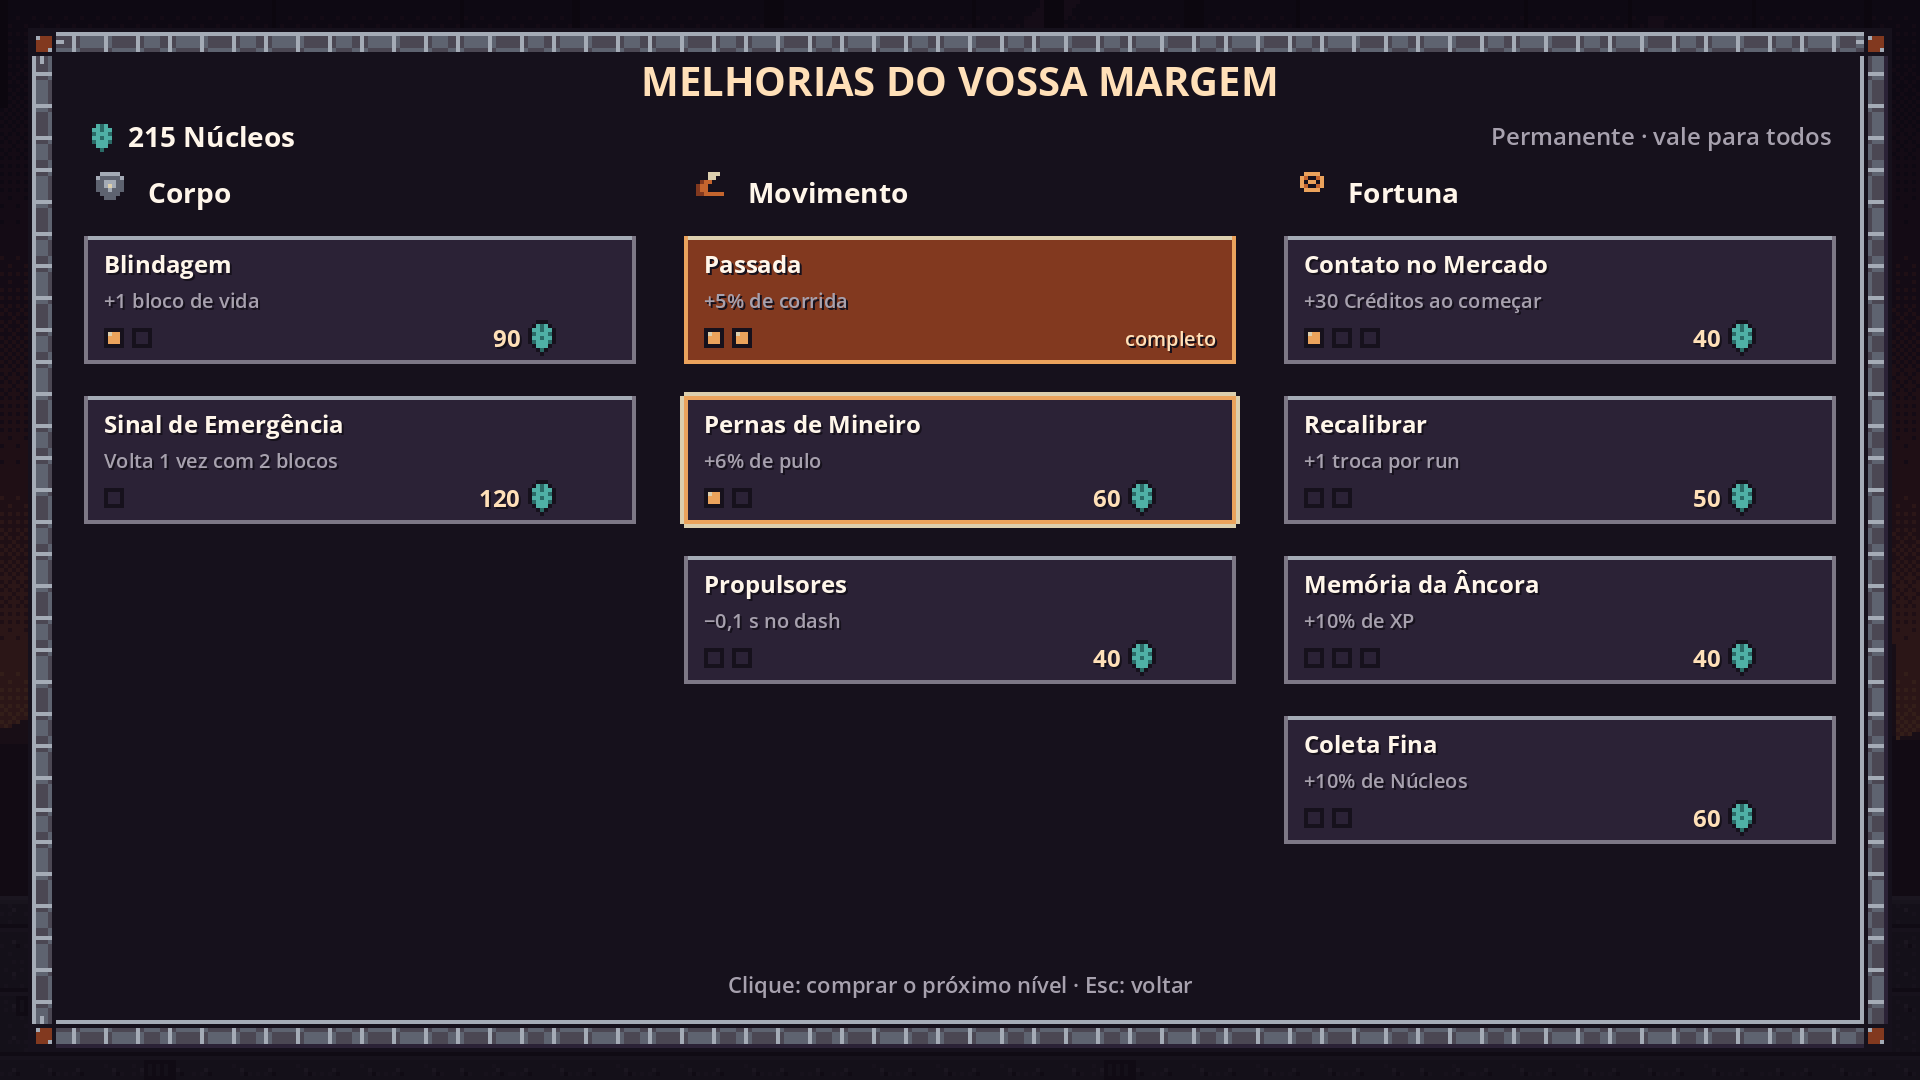 MELHORIAS DO VOSSA MARGEM
215 Núcleos
Permanente · vale para todos
Corpo
Movimento
Fortuna
Blindagem
+1 bloco de vida
90
Passada
+5% de corrida
completo
Contato no Mercado
+30 Créditos ao começar
40
Sinal de Emergência
Volta 1 vez com 2 blocos
120
Pernas de Mineiro
+6% de pulo
60
Recalibrar
+1 troca por run
50
Propulsores
−0,1 s no dash
40
Memória da Âncora
+10% de XP
40
Coleta Fina
+10% de Núcleos
60
Clique: comprar o próximo nível · Esc: voltar